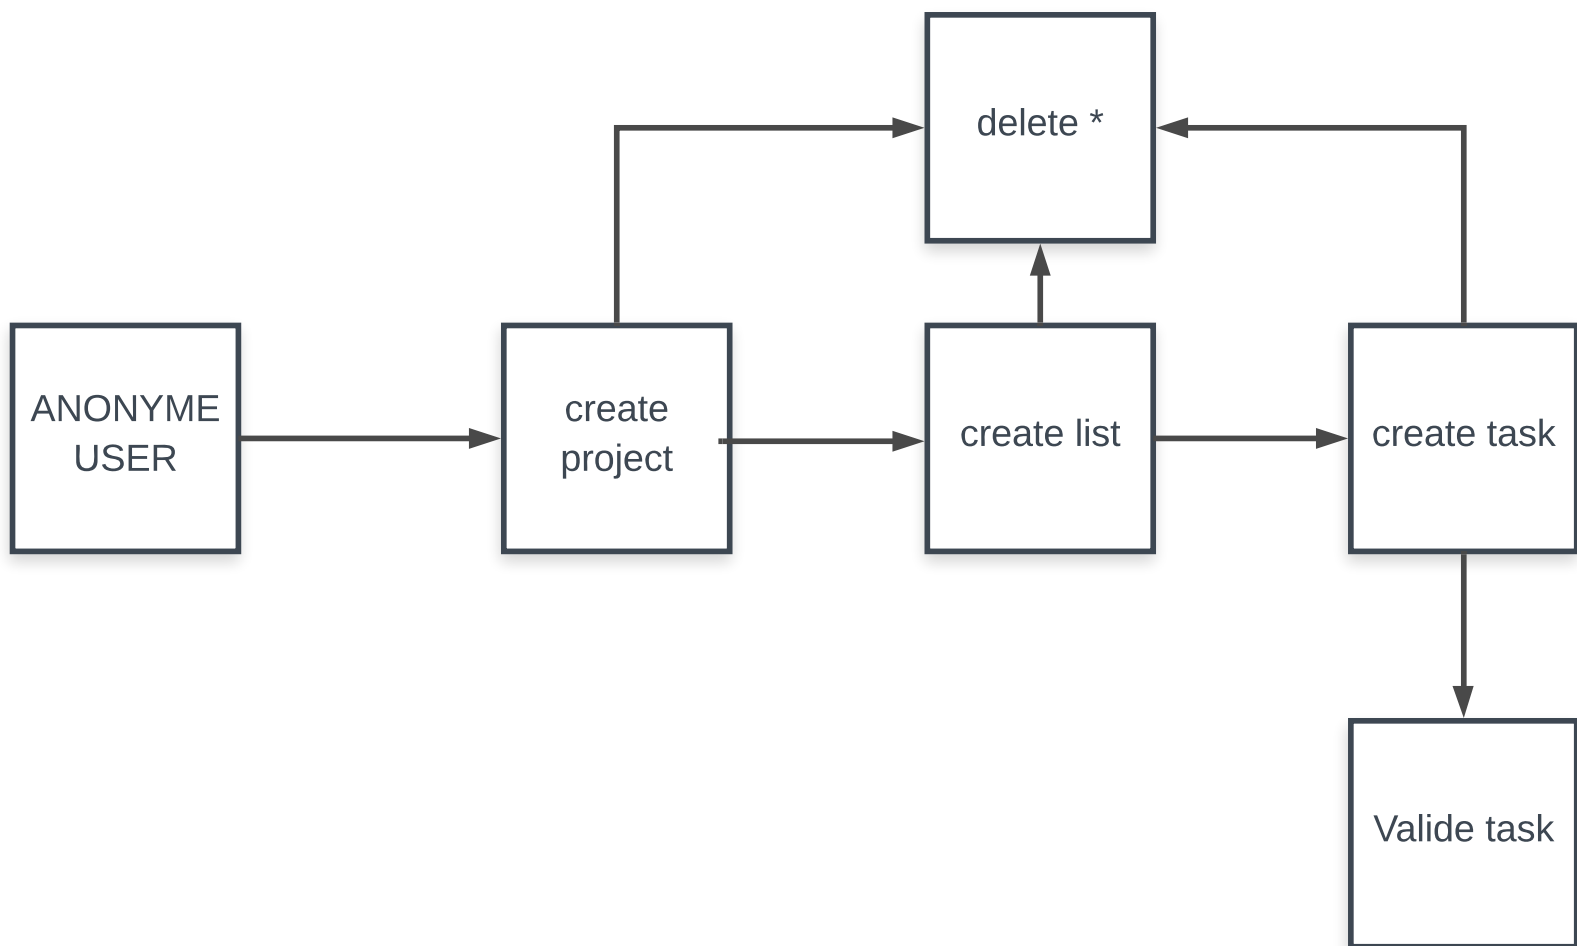 delete *
ANONYME
USER
create
project
create list
create task
Valide task